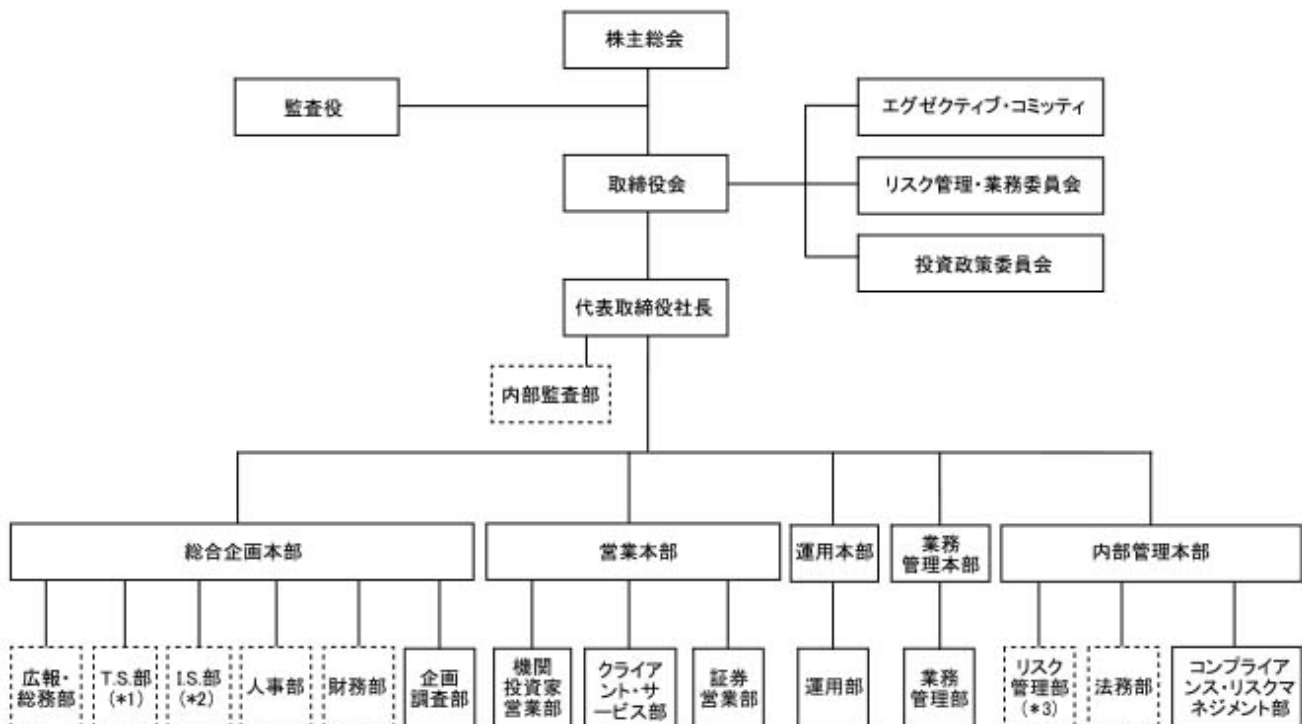 株主総会
監査役
エグゼクティブ・コミッティ
取締役会
リスク管理・業務委員会
投資政策委員会
代表取締役社長
内部監査部
総合企画本部
営業本部
運用本部
業務
管理本部
内部管理本部
広報・
総務部
T.S.部
(*1)
I.S.部
(*2)
人事部
財務部
企画
調査部
機関
投資家
営業部
クライア
ント・サ
ービス部
証券
営業部
運用部
業務
管理部
リスク
管理部
(*3)
法務部
コンプライア
ンス・リスクマ
ネジメント部